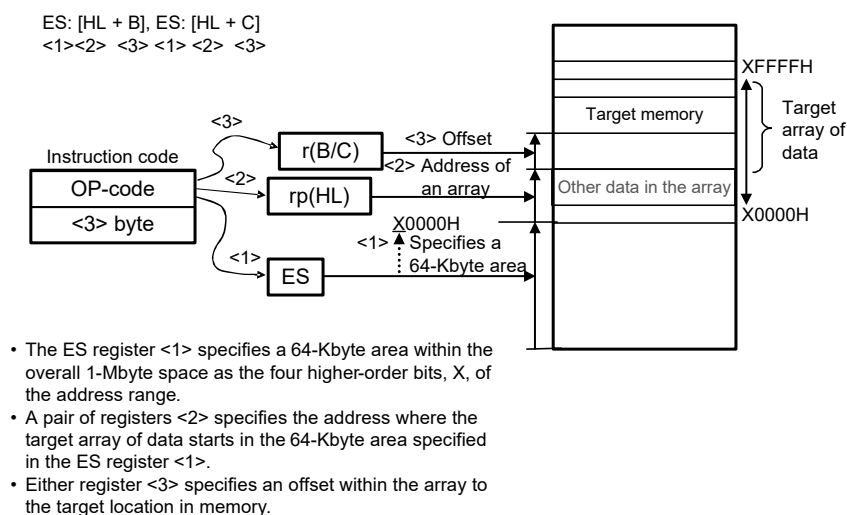 ES: [HL + B], ES: [HL + C]
<1><2> <3> <1> <2> <3>
XFFFFH
Target memory
Target
array of
data
<3>
r(B/C)
<3> Offset
Instruction code
<2> Address of
an array
OP-code
<2>
rp(HL)
Other data in the array
<3> byte
X0000H
X0000H
<1> Specifies a
64-Kbyte area
<1>
ES
• The ES register <1> specifies a 64-Kbyte area within the
overall 1-Mbyte space as the four higher-order bits, X, of
the address range.
• A pair of registers <2> specifies the address where the
target array of data starts in the 64-Kbyte area specified
in the ES register <1>.
• Either register <3> specifies an offset within the array to
the target location in memory.